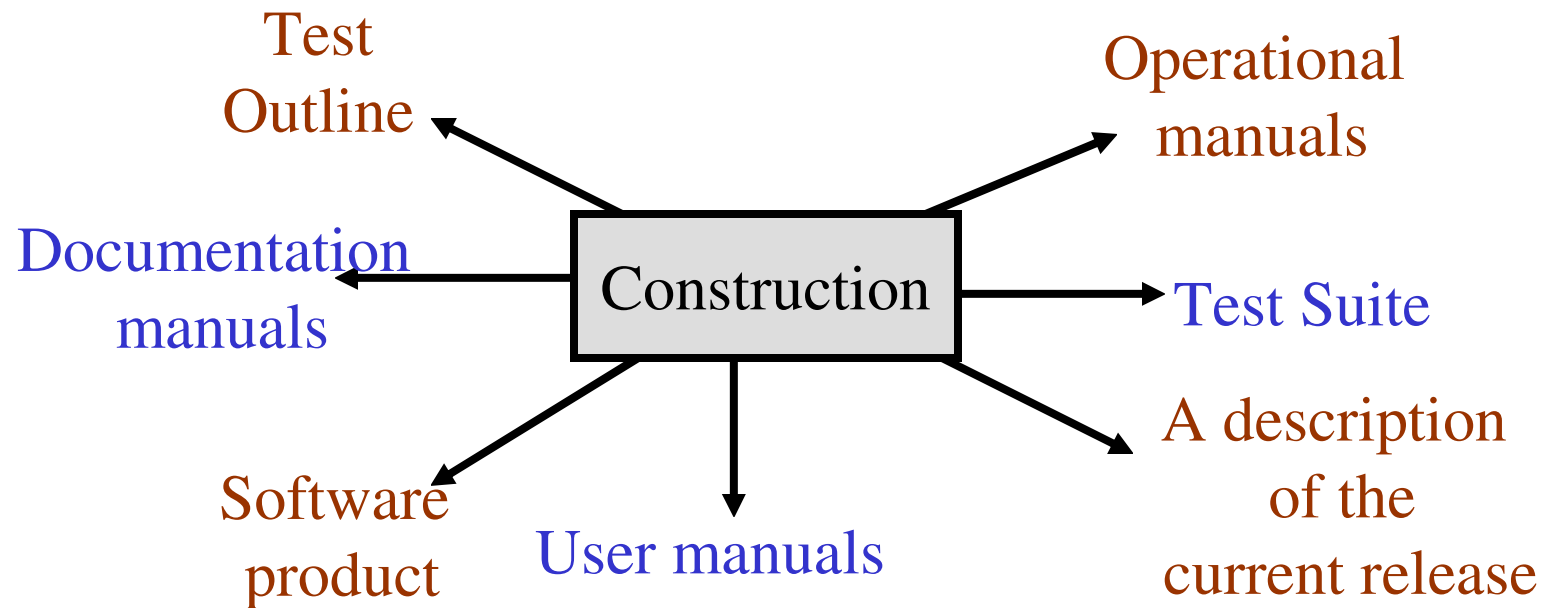 Test
Outline
Operational
manuals
Documentation
manuals
Construction
Test Suite
A description
of the
current release
Software
product
User manuals